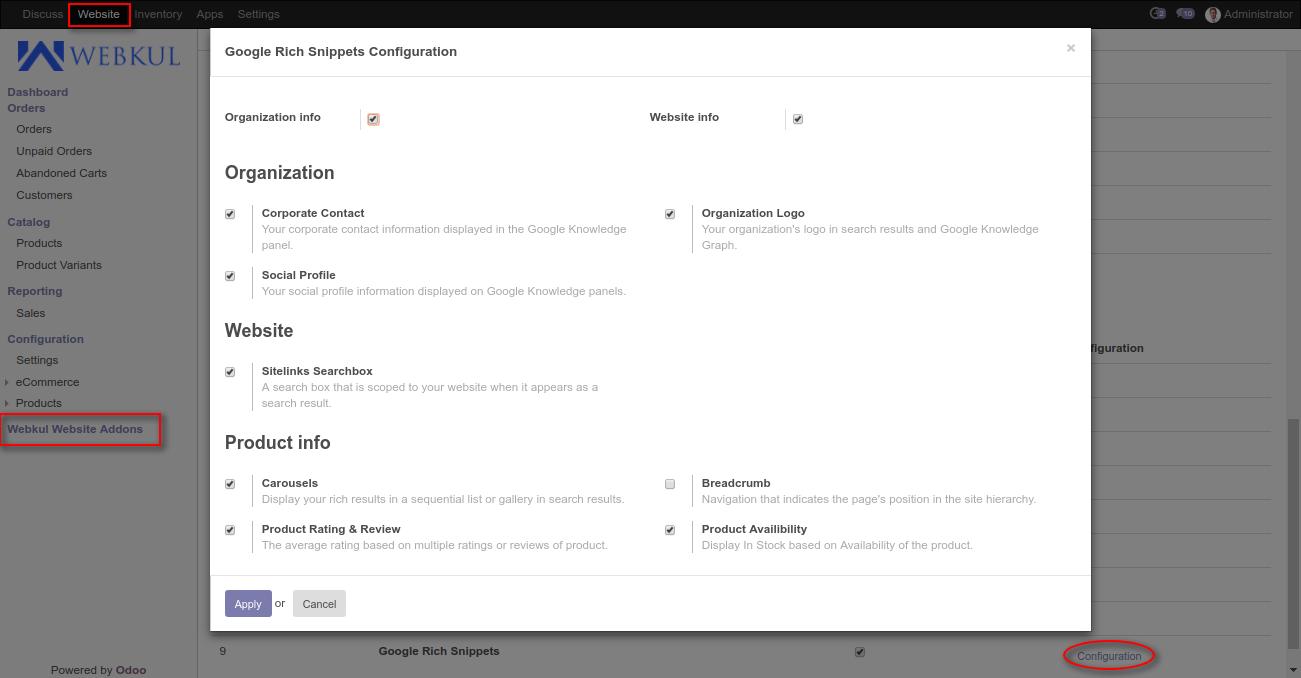 Discuss Website Inventory Apps Settings 2 10 Administrator
WEBKUL
Dashboard
Orders
Orders
Unpaid Orders
Abandoned Carts
Customers
Catalog
Products
Product Variants
Reporting
Sales
Configuration
Settings
eCommerce
Products
Webkul Website Addons
Powered by Odoo
Google Rich Snippets Configuration ×
Organization info Website info
Organization
Corporate Contact
Your corporate contact information displayed in the Google Knowledge
panel.
Organization Logo
Your organization's logo in search results and Google Knowledge
Graph.
Social Profile
Your social profile information displayed on Google Knowledge panels.
Website
Sitelinks Searchbox
A search box that is scoped to your website when it appears as a
search result.
Product info
Carousels
Display your rich results in a sequential list or gallery in search results.
Breadcrumb
Navigation that indicates the page's position in the site hierarchy.
Product Rating & Review
The average rating based on multiple ratings or reviews of product.
Product Availibility
Display In Stock based on Availability of the product.
Apply or Cancel
figuration
9 Google Rich Snippets Configuration